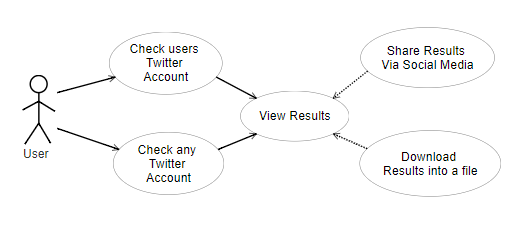 Check users
Twitter
Account
Share Results
Via Social Media
View Results
User
Check any
Twitter
Account
Download
Results into a file